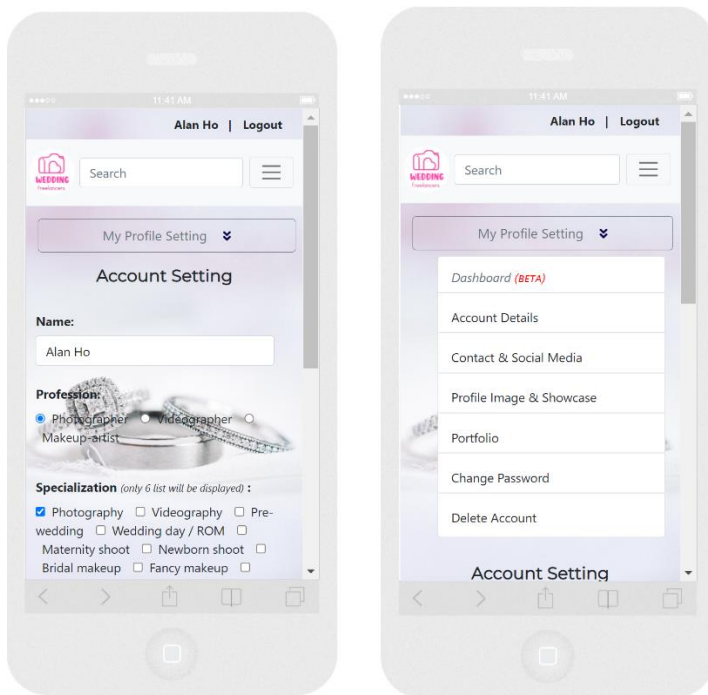 11:41 AM
Alan Ho | Logout
WEDDING
Freelancers
Search
My Profile Setting
Account Setting
Name:
Alan Ho
Profession:
Photographer Videographer
Makeup-artist
Specialization (only 6 list will be displayed) :
Photography Videography Pre-
wedding Wedding day / ROM
Maternity shoot Newborn shoot
Bridal makeup Fancy makeup
11:41 AM
Alan Ho | Logout
WEDDING
Freelancers
Search
My Profile Setting
Dashboard (BETA)
Account Details
Contact & Social Media
Profile Image & Showcase
Portfolio
Change Password
Delete Account
Account Setting